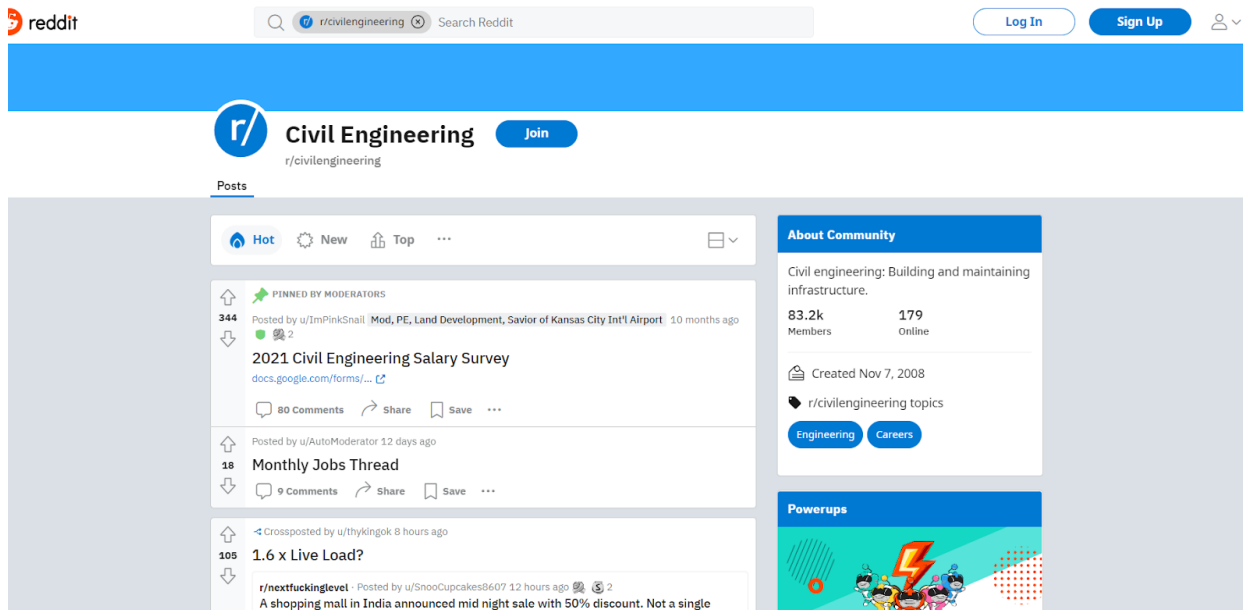 reddit
r/ r/civilengineering Search Reddit
Log In
Sign Up
r/
Civil Engineering
Join
r/civilengineering
Posts
Hot
New
Top
...
PINNED BY MODERATORS
344
Posted by u/ImPinkSnail Mod, PE, Land Development, Savior of Kansas City Int'l Airport 10 months ago
2
2021 Civil Engineering Salary Survey
docs.google.com/forms/...
80 Comments Share Save ...
Posted by u/AutoModerator 12 days ago
18
Monthly Jobs Thread
9 Comments Share Save ...
Crossposted by u/thykingok 8 hours ago
105
1.6 x Live Load?
r/nextfuckinglevel · Posted by u/SnooCupcakes8607 12 hours ago 2
A shopping mall in India announced mid night sale with 50% discount. Not a single
About Community
Civil engineering: Building and maintaining
infrastructure.
83.2k 179
Members Online
Created Nov 7, 2008
r/civilengineering topics
Engineering Careers
Powerups